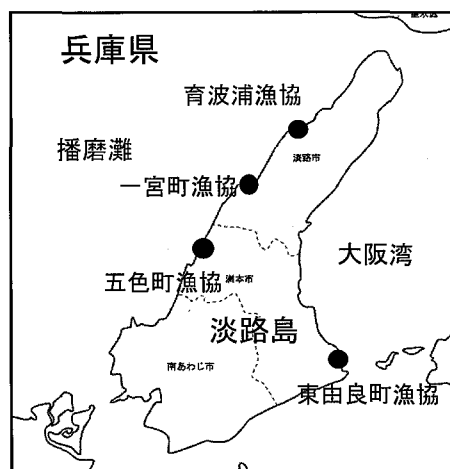 兵庫県
育波浦漁協
播磨灘
淡路市
一宮町漁協
大阪湾
五色町漁協
洲本市
淡路島
南あわじ市
東由良町漁協